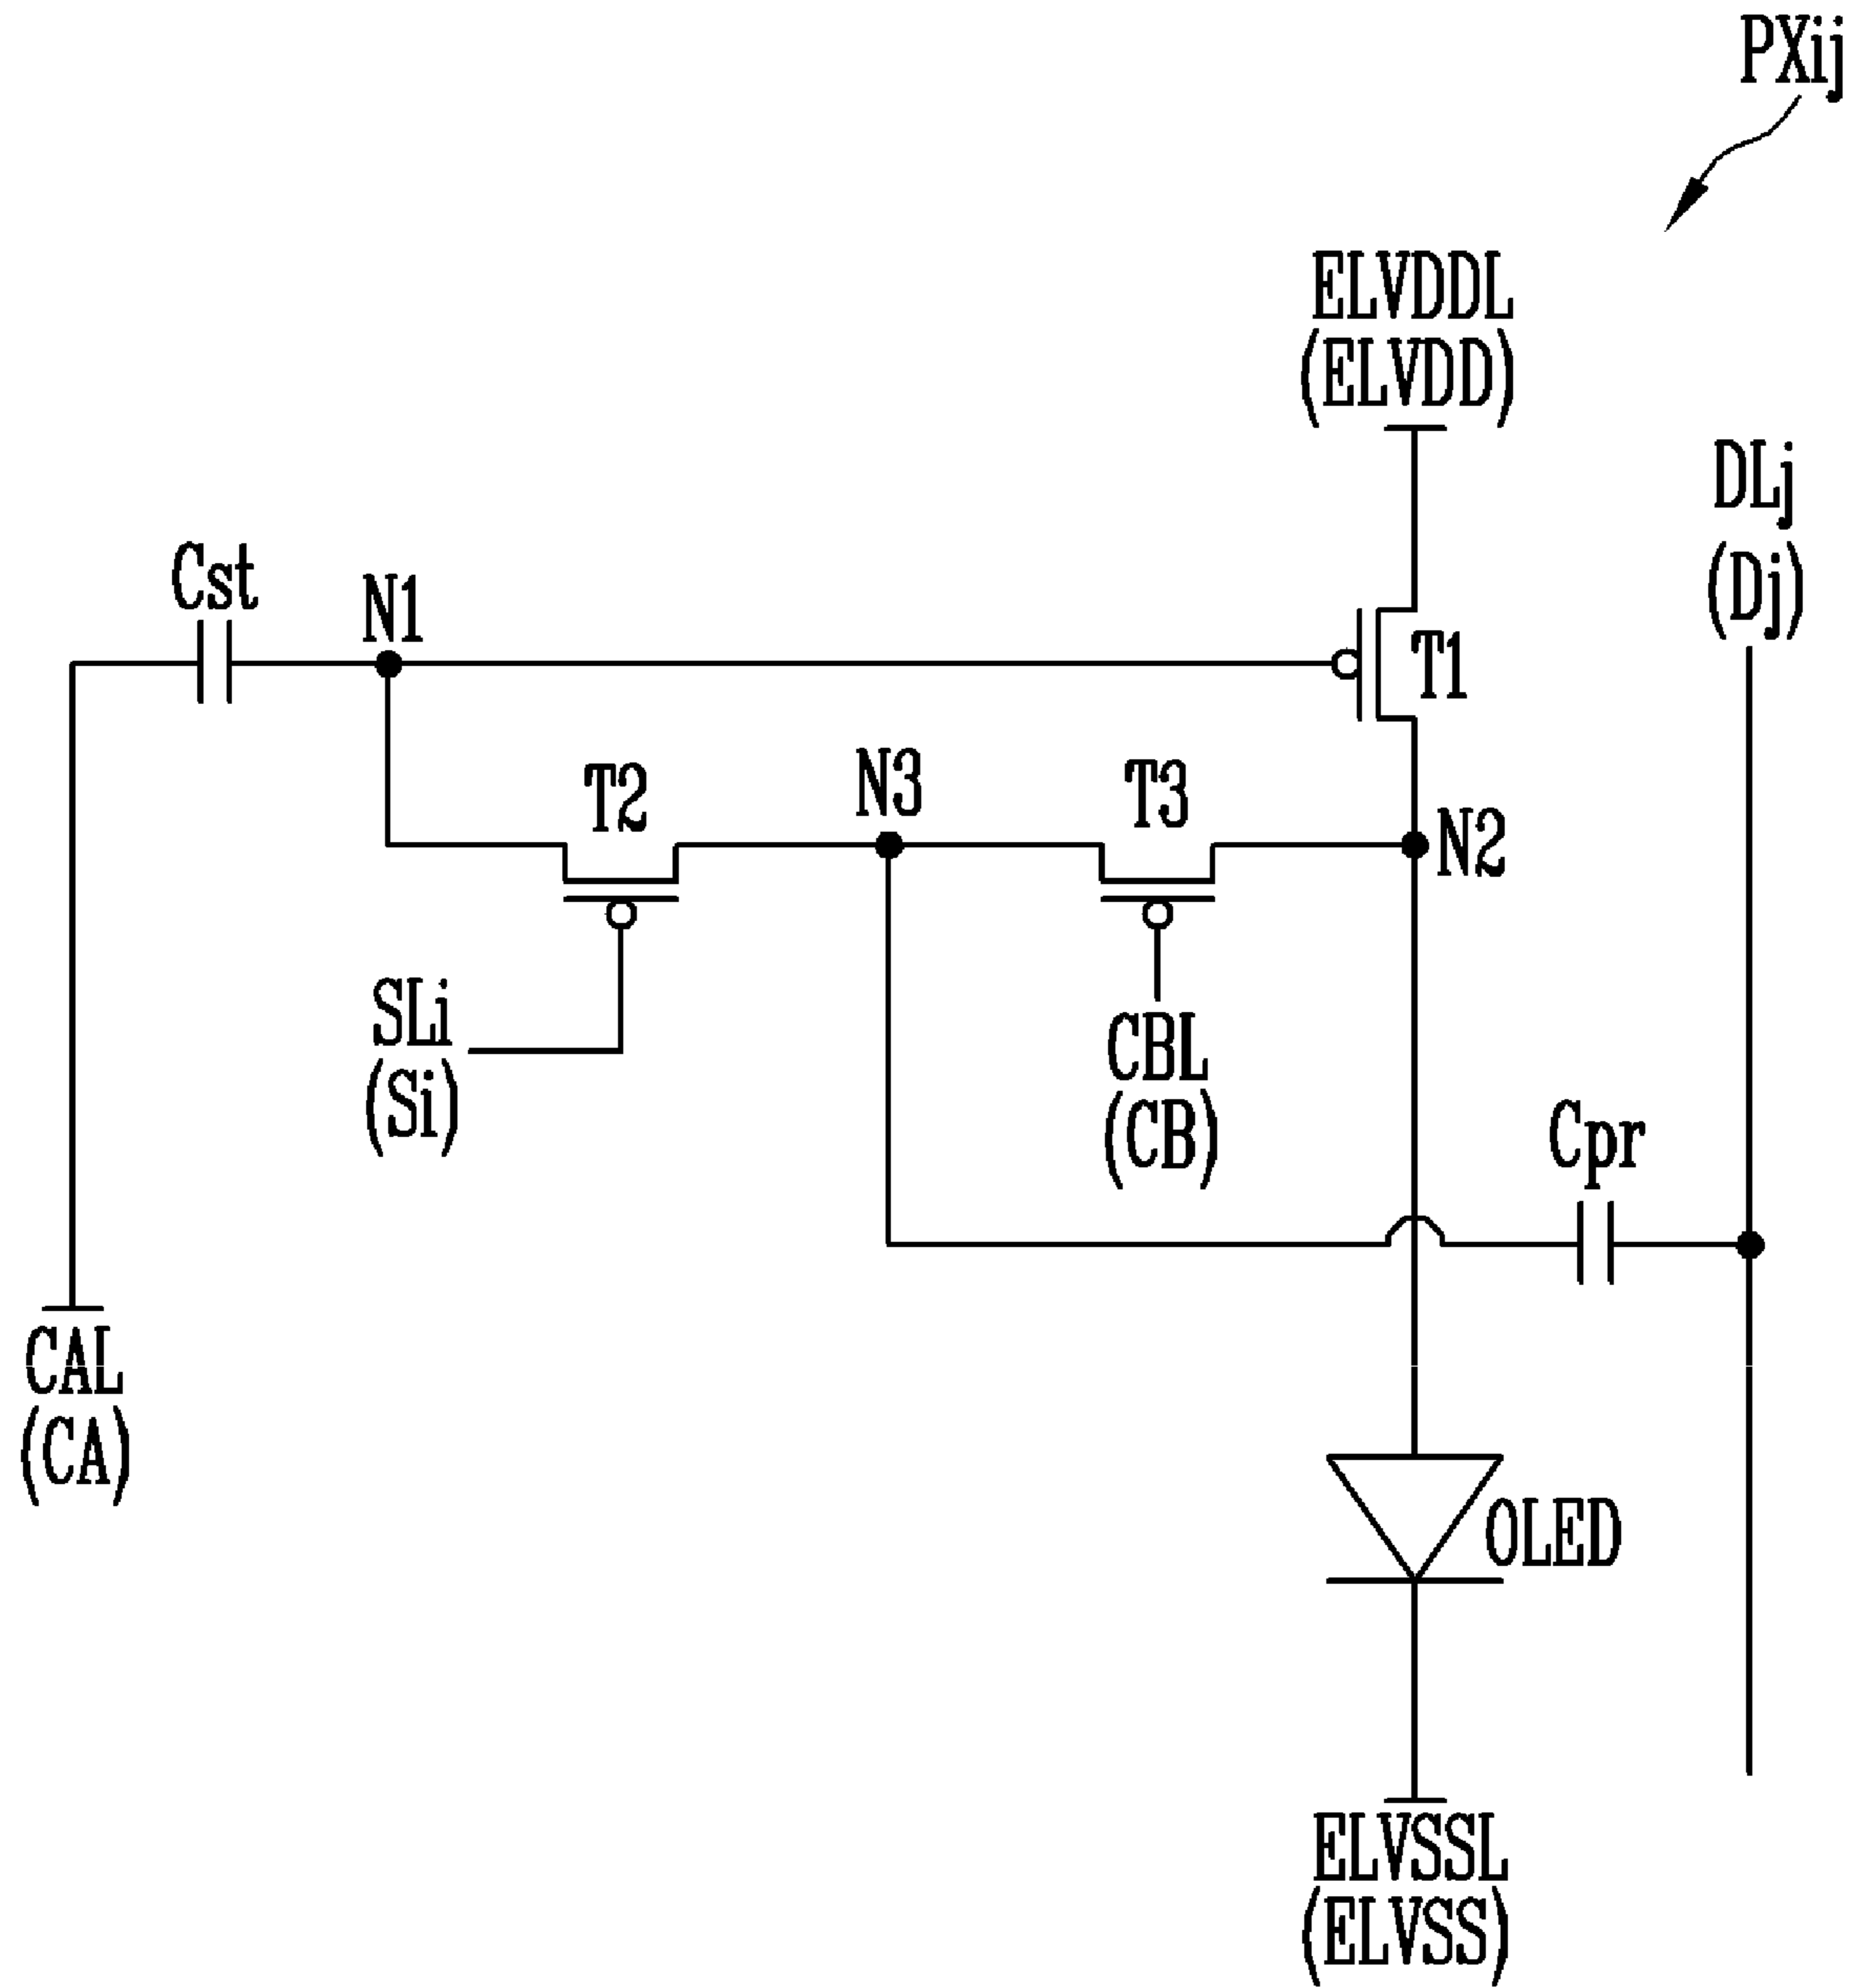 PXij
ELVDDL
(ELVDD)
DLj
(Dj)
Cst
N1
T1
T2
N3
T3
N2
SLi
(Si)
CBL
(CB)
Cpr
CAL
(CA)
OLED
ELVSSL
(ELVSS)